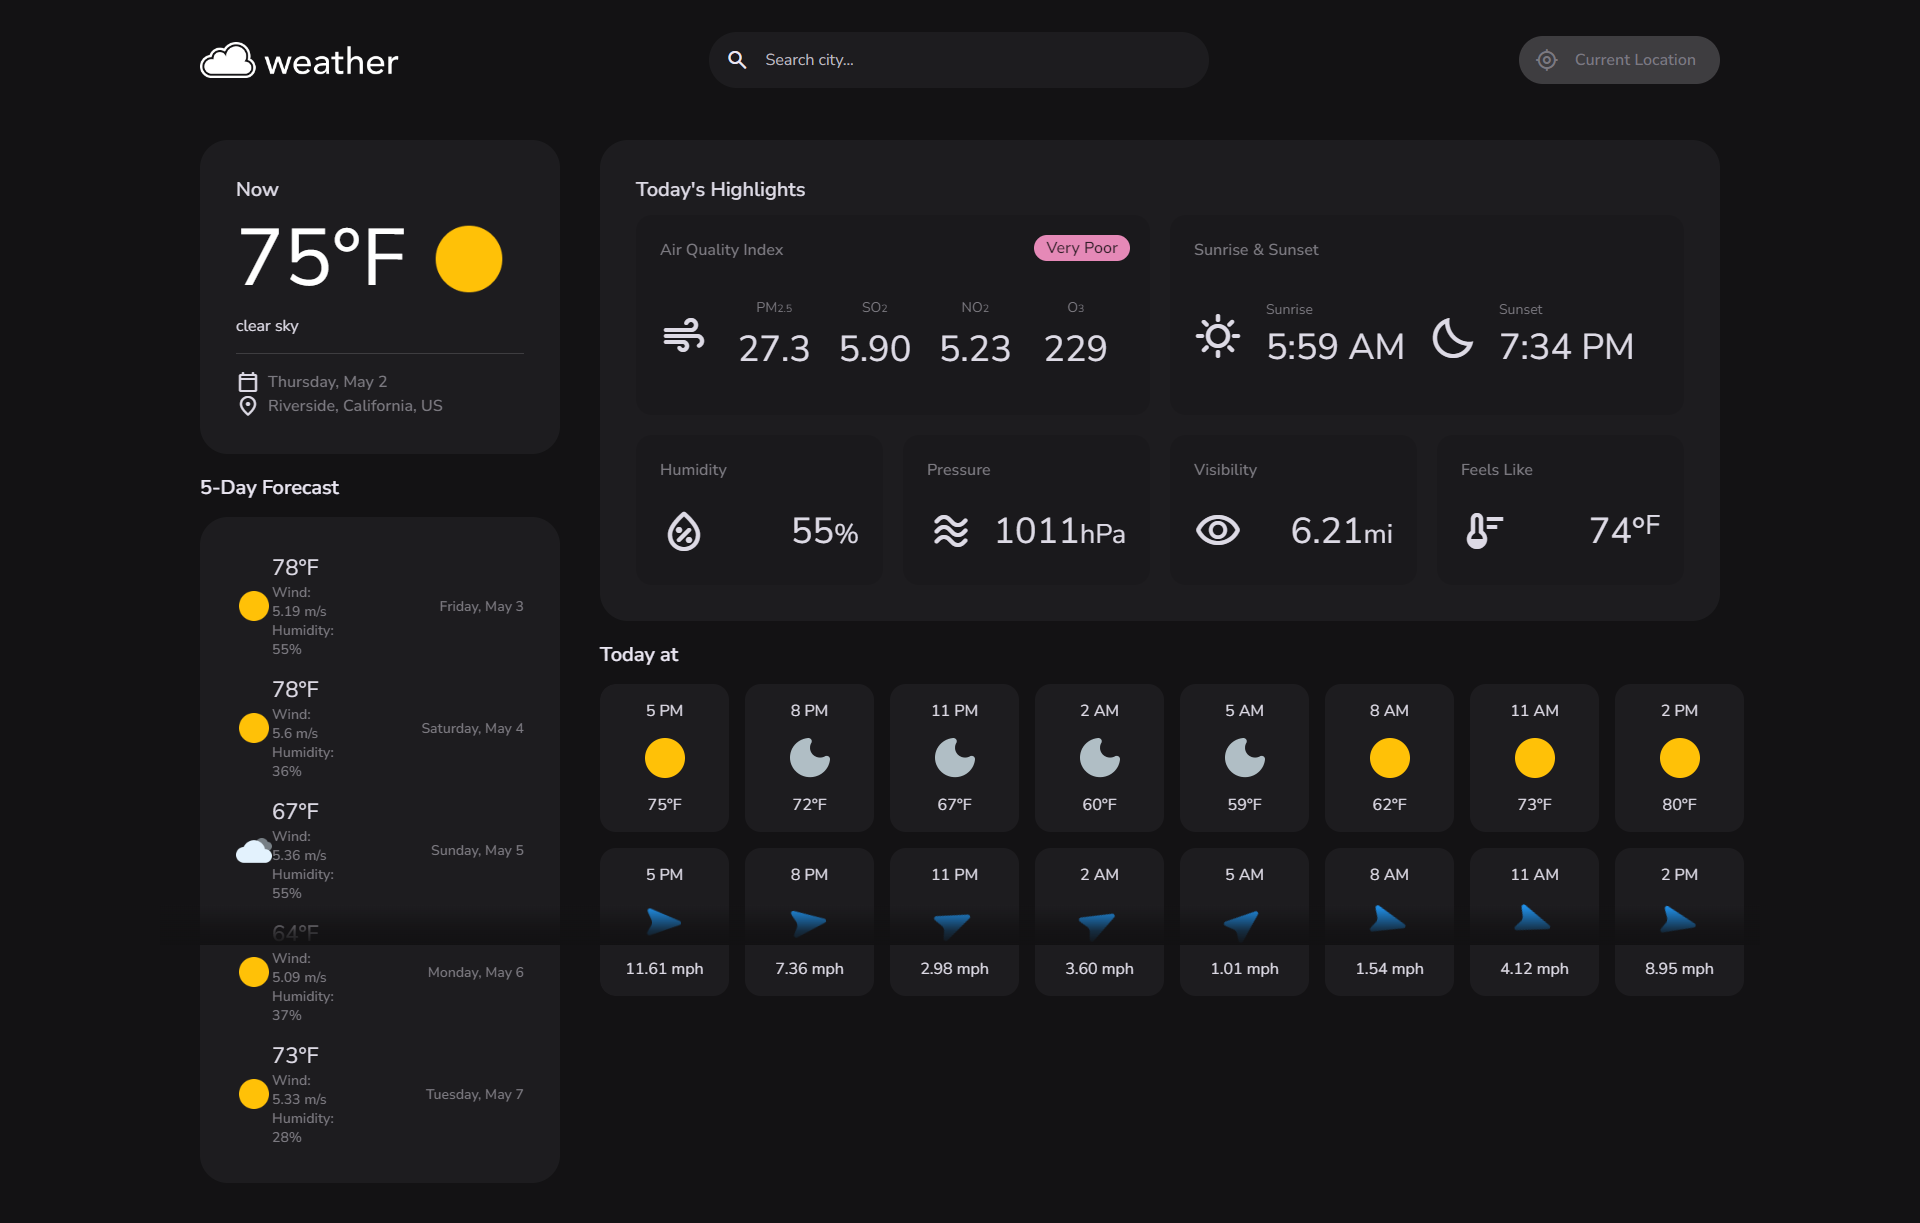 weather
Search city...
Current Location
Now
75°F
clear sky
Thursday, May 2
Riverside, California, US
5-Day Forecast
78°F
Wind:
5.19 m/s
Humidity:
55%
Friday, May 3
78°F
Wind:
5.6 m/s
Humidity:
36%
Saturday, May 4
67°F
Wind:
5.36 m/s
Humidity:
55%
Sunday, May 5
64°F
Wind:
5.09 m/s
Humidity:
37%
Monday, May 6
73°F
Wind:
5.33 m/s
Humidity:
28%
Tuesday, May 7
Today's Highlights
Air Quality Index
Very Poor
PM2.5 SO2 NO2 O3
27.3 5.90 5.23 229
Sunrise & Sunset
Sunrise
5:59 AM
Sunset
7:34 PM
Humidity
55%
Pressure
1011hPa
Visibility
6.21mi
Feels Like
74°F
Today at
5 PM 8 PM 11 PM 2 AM 5 AM 8 AM 11 AM 2 PM
75°F 72°F 67°F 60°F 59°F 62°F 73°F 80°F
5 PM 8 PM 11 PM 2 AM 5 AM 8 AM 11 AM 2 PM
11.61 mph 7.36 mph 2.98 mph 3.60 mph 1.01 mph 1.54 mph 4.12 mph 8.95 mph